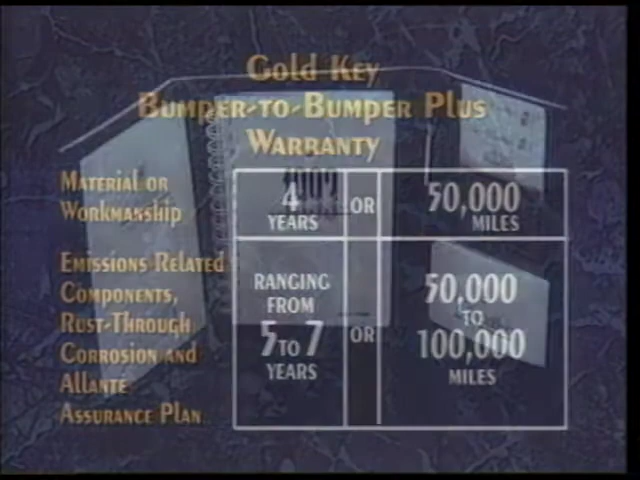 Gold Key
Bumper-to-Bumper Plus
Warranty
Material or
Workmanship
4
YEARS
OR
50,000
MILES
Emissions Related
Components,
Rust-Through
Corrosion and
Allante
Assurance Plan
RANGING
FROM
5 TO 7
YEARS
OR
50,000
TO
100,000
MILES